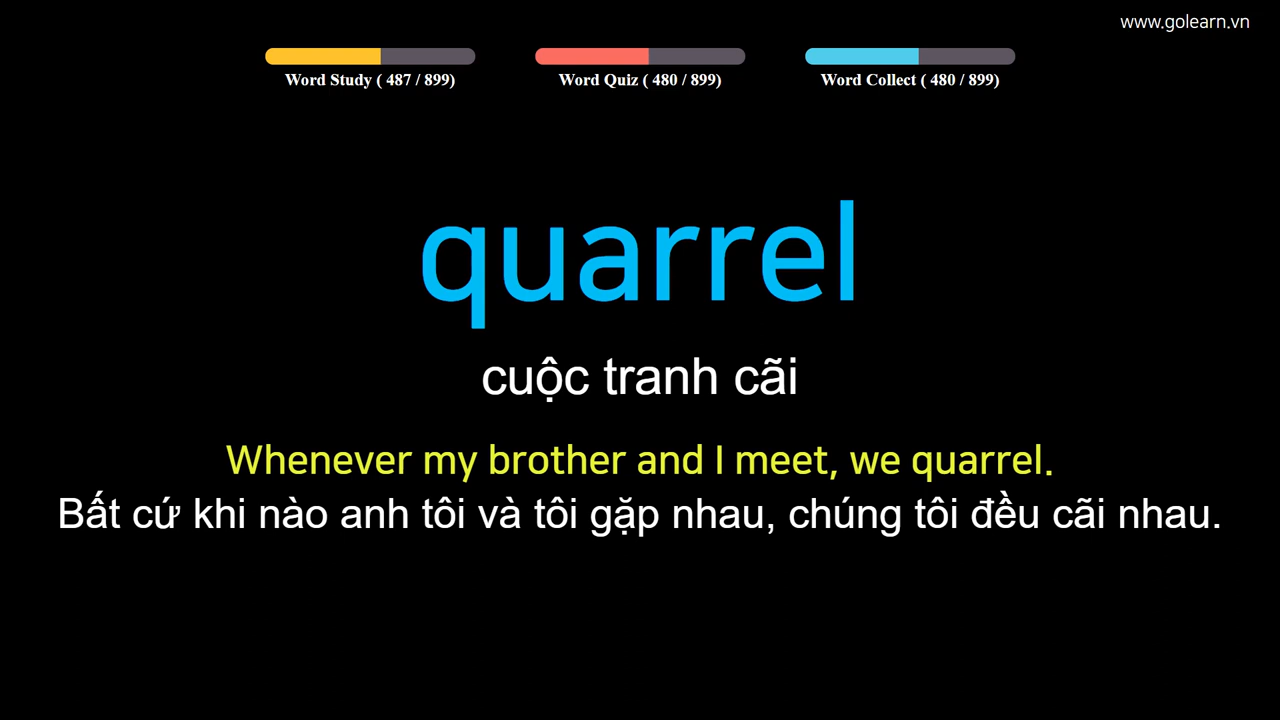 www.golearn.vn
Word Study ( 487 / 899)
Word Quiz ( 480 / 899)
Word Collect ( 480 / 899)
quarrel
cuộc tranh cãi
Whenever my brother and I meet, we quarrel.
Bất cứ khi nào anh tôi và tôi gặp nhau, chúng tôi đều cãi nhau.